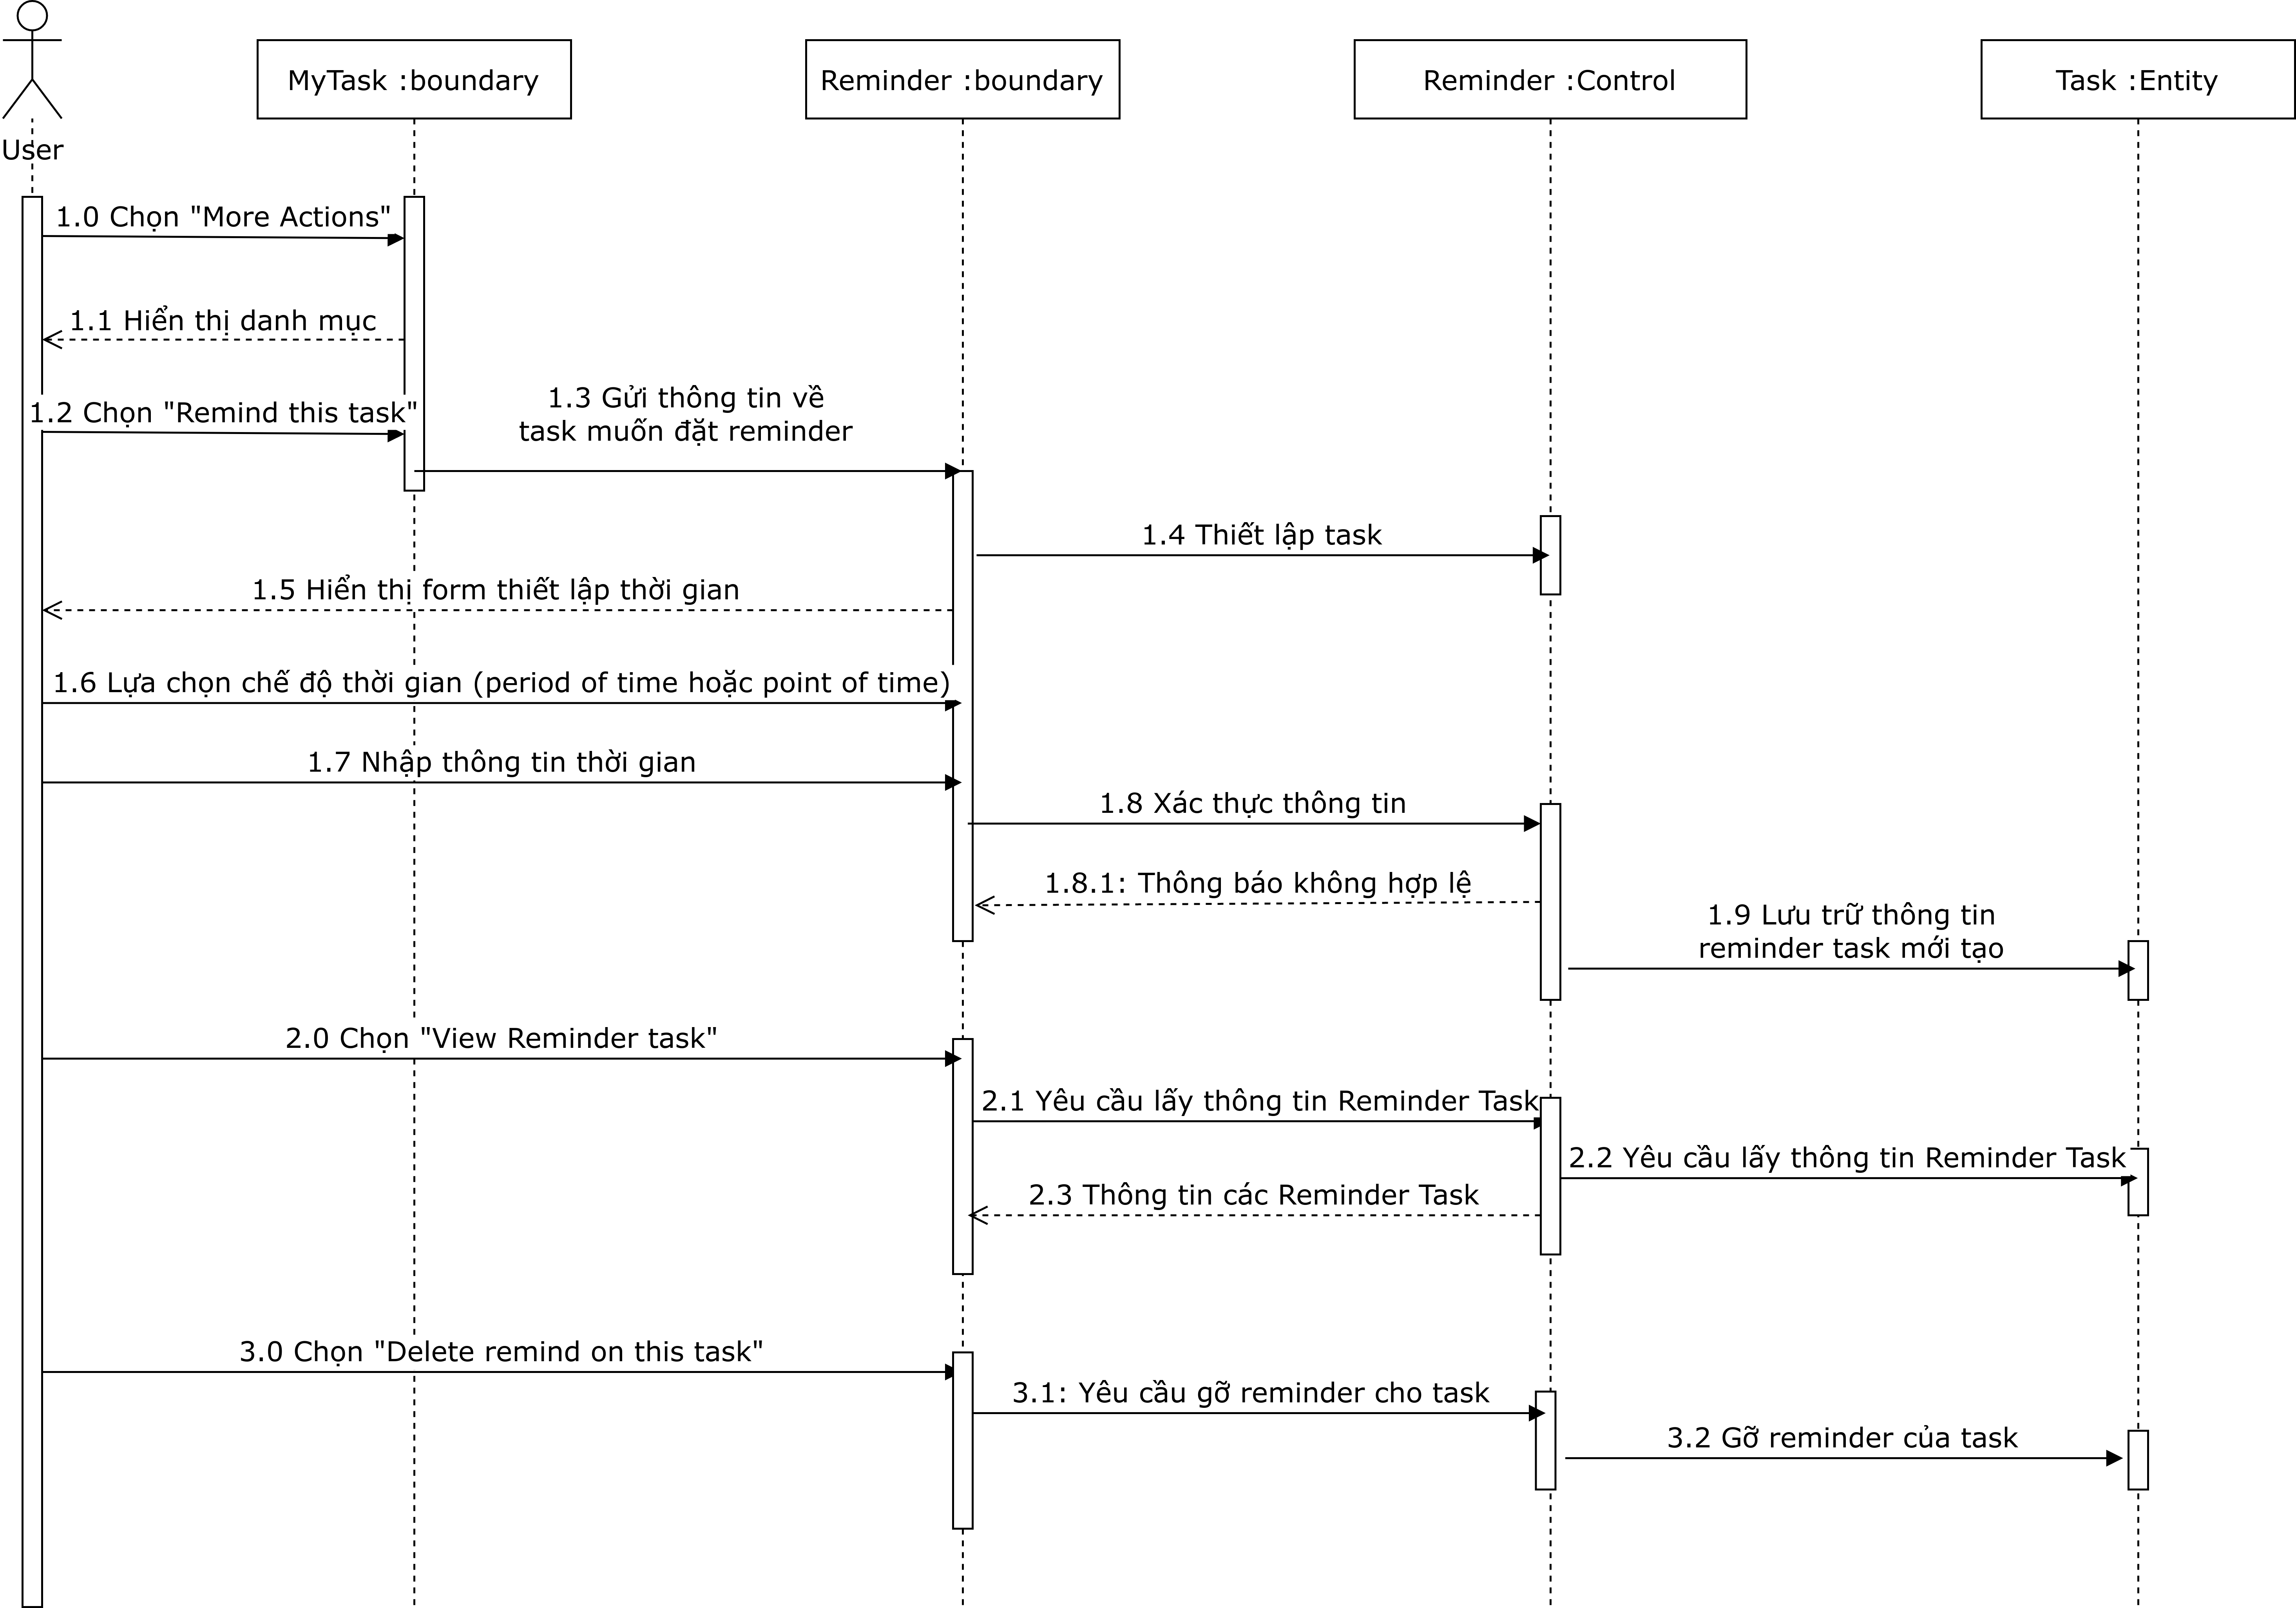 MyTask :boundary
Reminder :boundary
Reminder :Control
Task :Entity
User
1.0 Chọn "More Actions"
1.1 Hiển thị danh mục
1.2 Chọn "Remind this task"
1.3 Gửi thông tin về
task muốn đặt reminder
1.4 Thiết lập task
1.5 Hiển thị form thiết lập thời gian
1.6 Lựa chọn chế độ thời gian (period of time hoặc point of time)
1.7 Nhập thông tin thời gian
1.8 Xác thực thông tin
1.8.1: Thông báo không hợp lệ
1.9 Lưu trữ thông tin
reminder task mới tạo
2.0 Chọn "View Reminder task"
2.1 Yêu cầu lấy thông tin Reminder Task
2.2 Yêu cầu lấy thông tin Reminder Task
2.3 Thông tin các Reminder Task
3.0 Chọn "Delete remind on this task"
3.1: Yêu cầu gỡ reminder cho task
3.2 Gỡ reminder của task